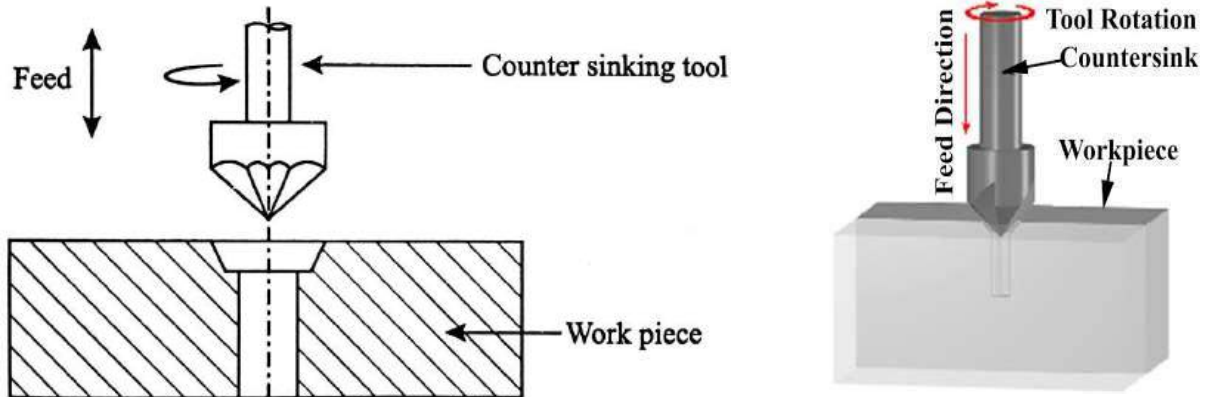 Feed
Counter sinking tool
Work piece
Tool Rotation
Countersink
Feed Direction
Workpiece